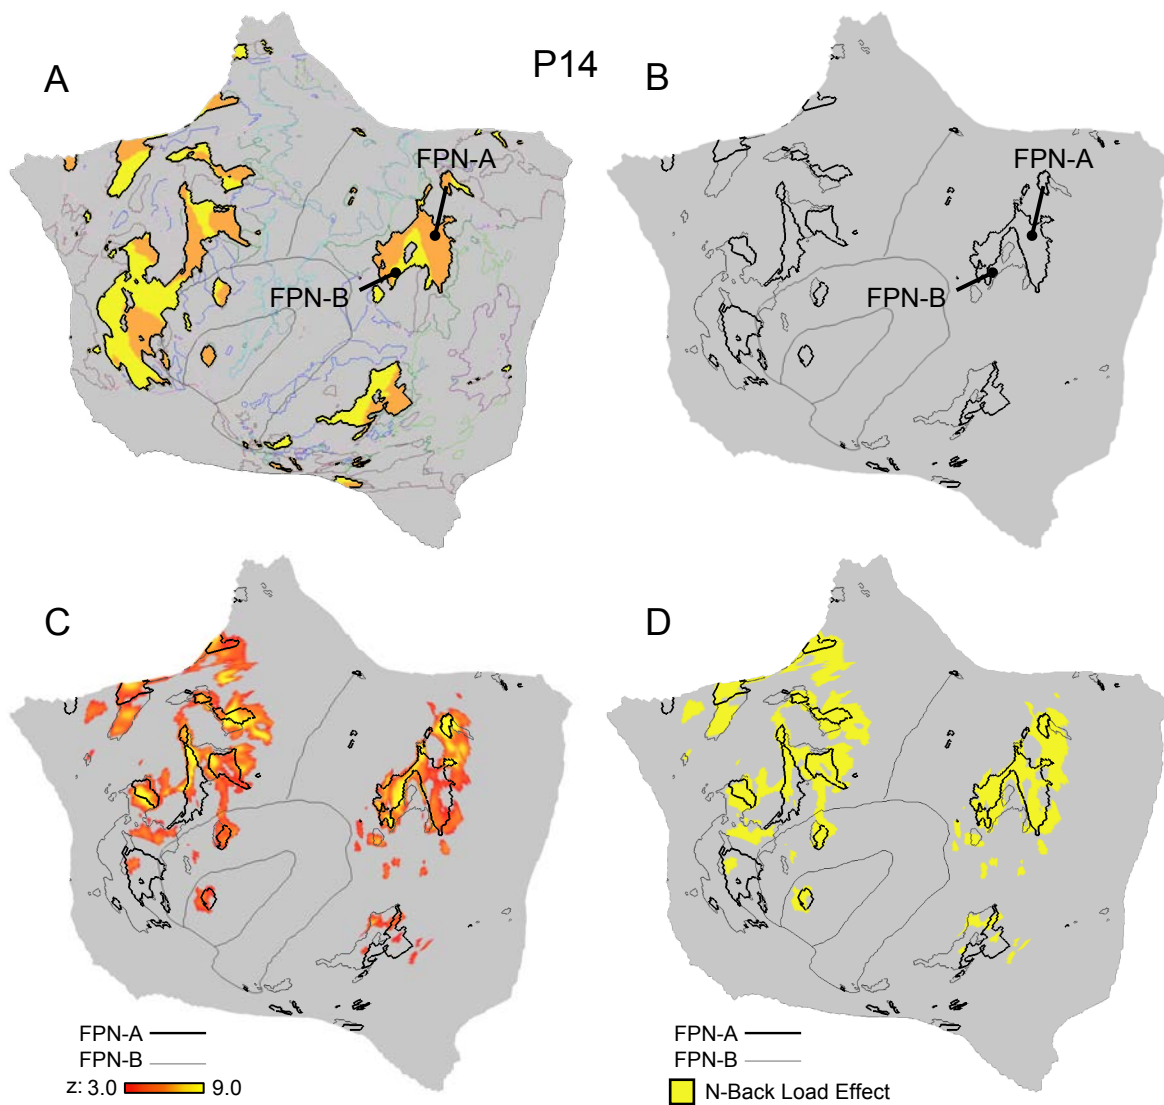 A
P14
B
FPN-A
FPN-A
FPN-B
FPN-B
C
D
FPN-A
FPN-B
z: 3.0 9.0
FPN-A
FPN-B
N-Back Load Effect